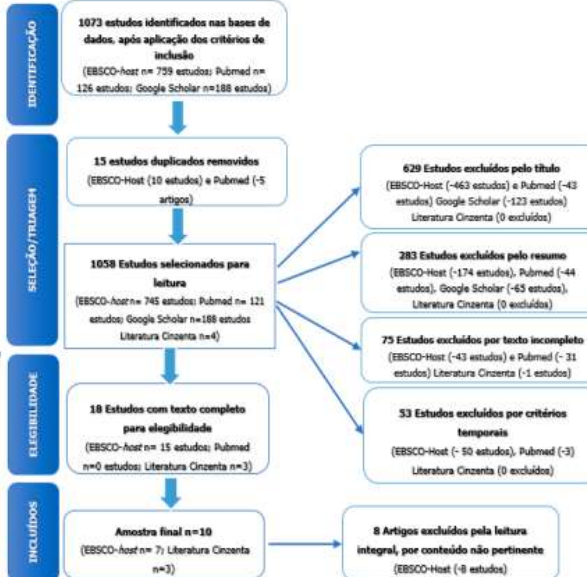 IDENTIFICAÇÃO
1073 estudos identificados nas bases de
dados, após aplicação dos critérios de
inclusão
(EBSCO-host n= 759 estudos; Pubmed n=
126 estudos; Google Scholar n=188 estudos)
SELEÇÃO/TRIAGEM
15 estudos duplicados removidos
(EBSCO-Host (10 estudos) e Pubmed (-5
artigos)
1058 Estudos selecionados para
leitura
(EBSCO-host n= 745 estudos; Pubmed n= 121
estudos; Google Scholar n=188 estudos
Literatura Cinzenta n=4)
629 Estudos excluídos pelo título
(EBSCO-Host (-463 estudos) e Pubmed (-43
estudos) Google Scholar (-123 estudos)
Literatura Cinzenta (0 excluídos)
283 Estudos excluídos pelo resumo
(EBSCO-Host (-174 estudos), Pubmed (-44
estudos), Google Scholar (-65 estudos),
Literatura Cinzenta (0 excluídos)
75 Estudos excluídos por texto incompleto
(EBSCO-Host (-43 estudos) e Pubmed (- 31
estudos) Literatura Cinzenta (-1 estudos)
53 Estudos excluídos por critérios
temporais
(EBSCO-Host (- 50 estudos), Pubmed (-3)
Literatura Cinzenta (0 excluídos)
ELEGIBILIDADE
18 Estudos com texto completo
para elegibilidade
(EBSCO-host n= 15 estudos; Pubmed
n=0 estudos; Literatura Cinzenta n=3)
INCLUÍDOS
Amostra final n=10
(EBSCO-host n= 7; Literatura Cinzenta
n=3)
8 Artigos excluídos pela leitura
integral, por conteúdo não pertinente
(EBSCO-Host (-8 estudos)